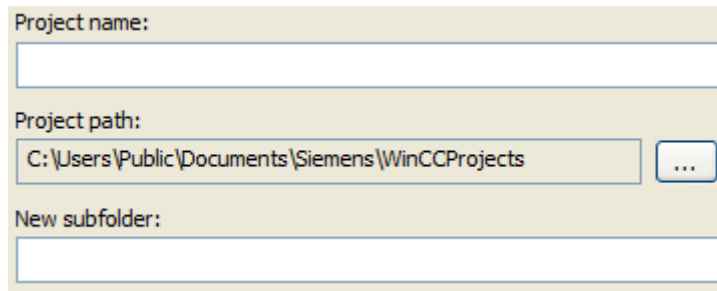 Project name:
Project path:
C:\Users\Public\Documents\Siemens\WinCCProjects
...
New subfolder: